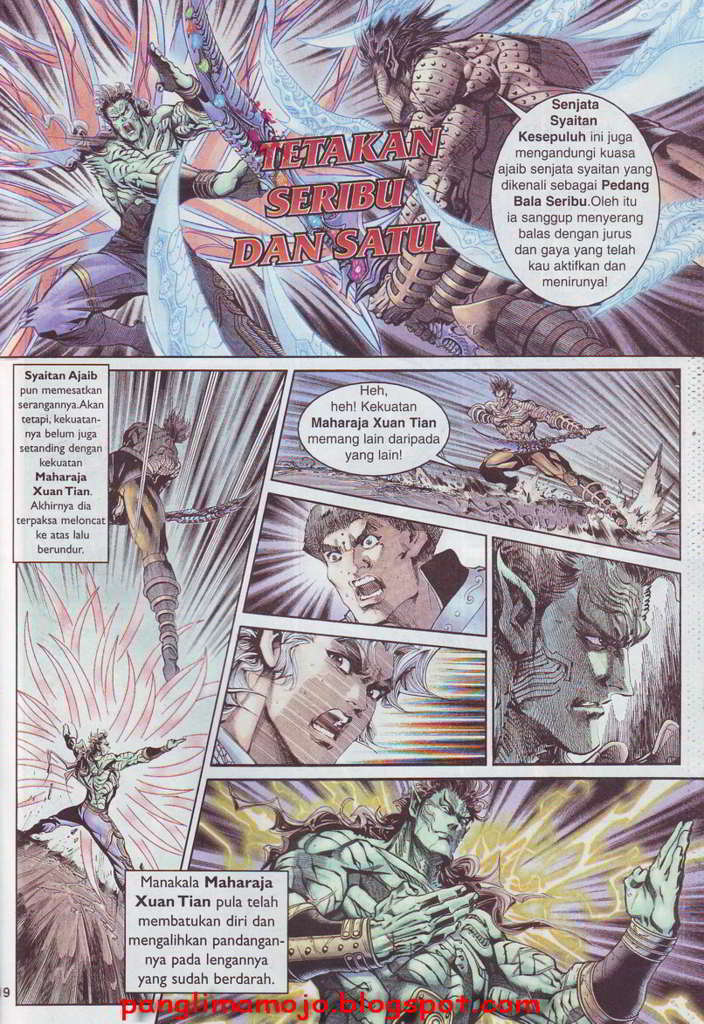 TETAKAN
SERIBU
DAN SATU
Senjata
Syaitan
Kesepuluh ini juga
mengandungi kuasa
ajaib senjata syaitan yang
dikenali sebagai Pedang
Bala Seribu.Oleh itu
ia sanggup menyerang
balas dengan jurus
dan gaya yang telah
kau aktifkan dan
menirunya!
Syaitan Ajaib
pun memesatkan
serangannya.Akan
tetapi, kekuatan-
nya belum juga
setanding dengan
kekuatan
Maharaja
Xuan Tian.
Akhirnya dia
terpaksa meloncat
ke atas lalu
berundur.
Heh,
heh! Kekuatan
Maharaja Xuan Tian
memang lain daripada
yang lain!
Manakala Maharaja
Xuan Tian pula telah
membatukan diri dan
mengalihkan pandangan-
nya pada lengannya
yang sudah berdarah.
19
panglimamojo.blogspot.com